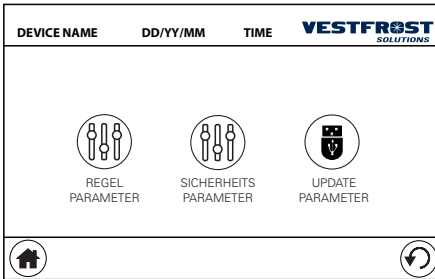 DEVICE NAME DD/YY/MM TIME VESTFROST
SOLUTIONS
REGEL
PARAMETER
SICHERHEITS
PARAMETER
UPDATE
PARAMETER